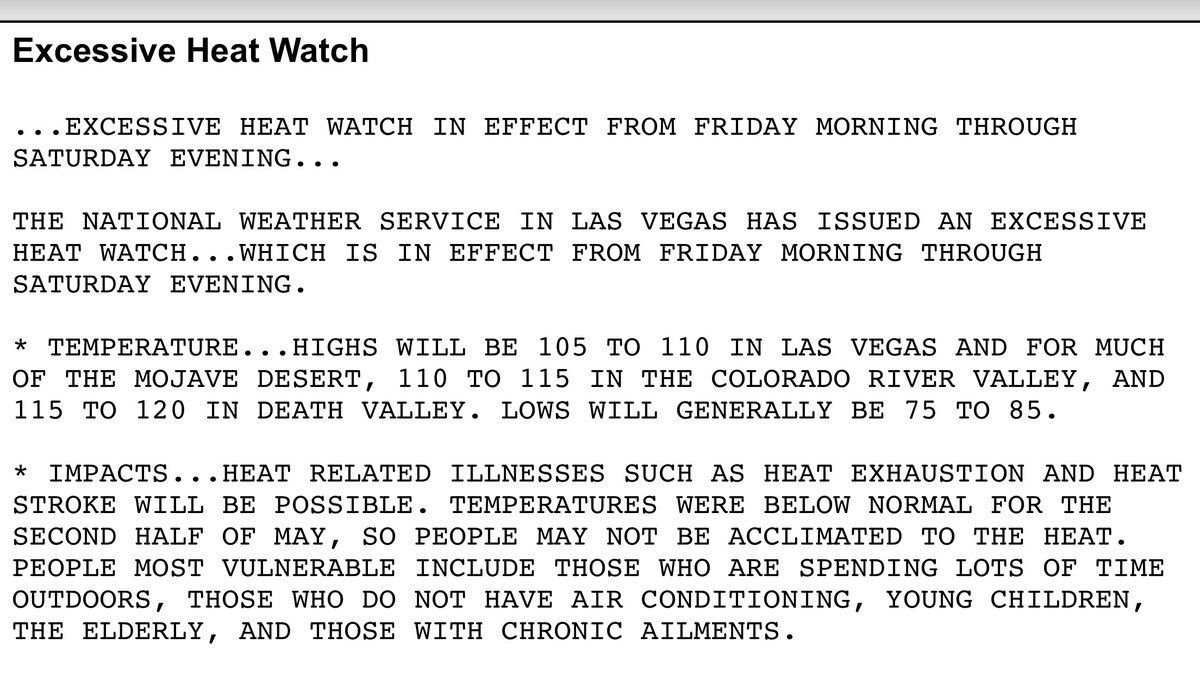 Excessive Heat Watch
...EXCESSIVE HEAT WATCH IN EFFECT FROM FRIDAY MORNING THROUGH
SATURDAY EVENING...
THE NATIONAL WEATHER SERVICE IN LAS VEGAS HAS ISSUED AN EXCESSIVE
HEAT WATCH...WHICH IS IN EFFECT FROM FRIDAY MORNING THROUGH
SATURDAY EVENING.
* TEMPERATURE...HIGHS WILL BE 105 TO 110 IN LAS VEGAS AND FOR MUCH
OF THE MOJAVE DESERT, 110 TO 115 IN THE COLORADO RIVER VALLEY, AND
115 TO 120 IN DEATH VALLEY. LOWS WILL GENERALLY BE 75 TO 85.
* IMPACTS...HEAT RELATED ILLNESSES SUCH AS HEAT EXHAUSTION AND HEAT
STROKE WILL BE POSSIBLE. TEMPERATURES WERE BELOW NORMAL FOR THE
SECOND HALF OF MAY, SO PEOPLE MAY NOT BE ACCLIMATED TO THE HEAT.
PEOPLE MOST VULNERABLE INCLUDE THOSE WHO ARE SPENDING LOTS OF TIME
OUTDOORS, THOSE WHO DO NOT HAVE AIR CONDITIONING, YOUNG CHILDREN,
THE ELDERLY, AND THOSE WITH CHRONIC AILMENTS.